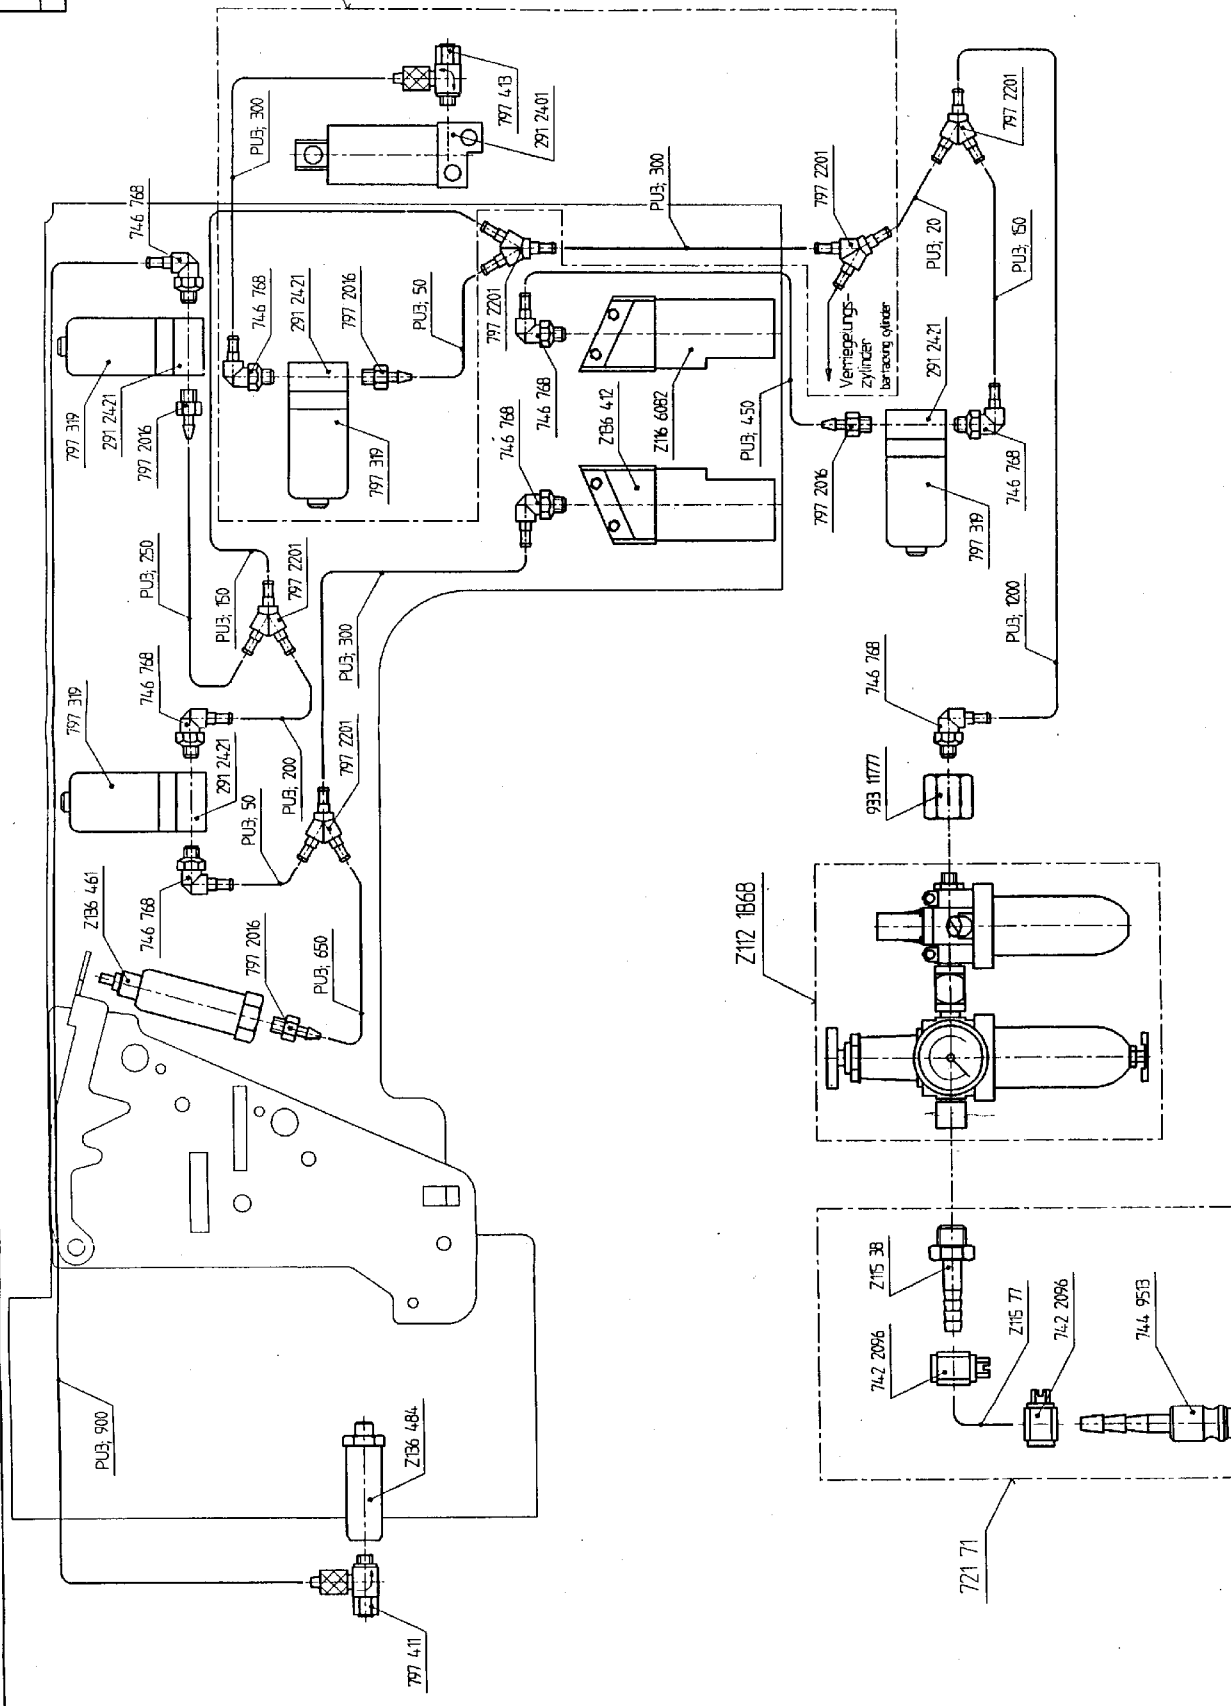 PU3; 900
797 411
Z136 484
Z136 461
746 768
797 2016
PU3; 650
797 319
291 2421
PU3; 50
PU3; 200
797 2201
746 768
PU3; 250
PU3; 150
797 2201
PU3; 300
797 319
291 2421
797 2016
746 768
PU3; 300
797 413
291 2401
746 768
291 2421
797 2016
797 319
PU3; 50
797 2201
746 768
746 768
Z136 412
Z116 6082
PU3; 300
PU3; 450
797 2201
Verriegelungs-
zylinder
bartacking cylinder
797 2201
PU3; 20
PU3; 150
291 2421
797 2016
746 768
797 319
PU3; 1200
746 768
933 11777
Z112 1868
Z115 38
742 2096
Z115 77
742 2096
744 9513
721 71